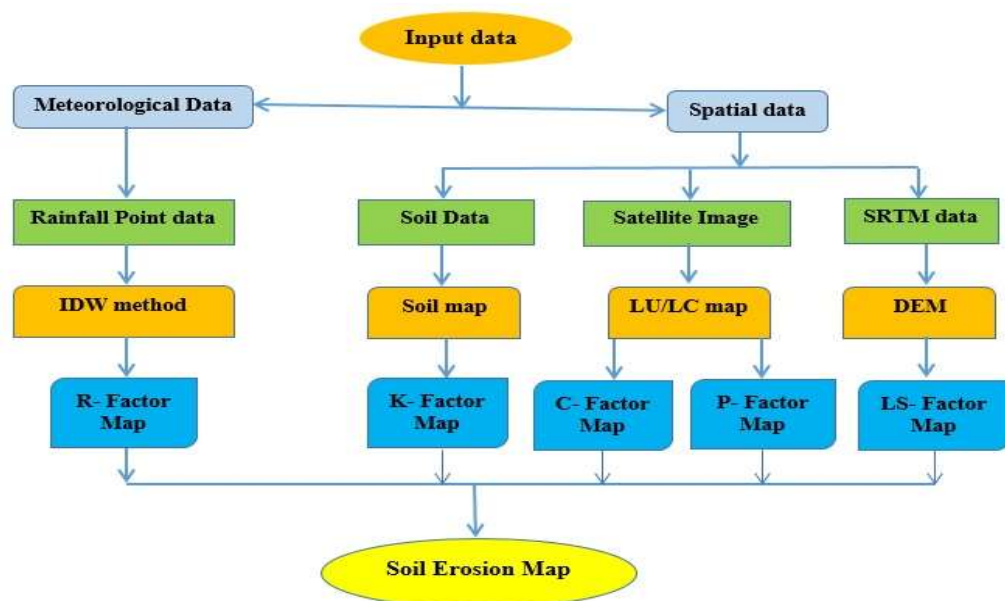 Input data
Meteorological Data
Spatial data
Rainfall Point data
Soil Data
Satellite Image
SRTM data
IDW method
Soil map
LU/LC map
DEM
R- Factor
Map
K- Factor
Map
C- Factor
Map
P- Factor
Map
LS- Factor
Map
Soil Erosion Map